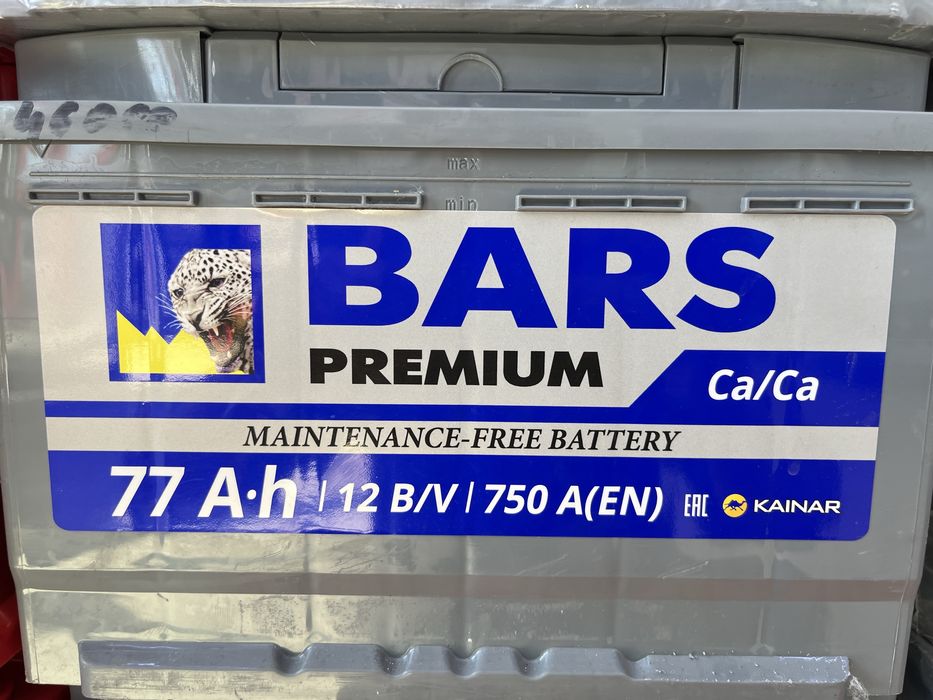 max
min
BARS
PREMIUM
Ca/Ca
MAINTENANCE-FREE BATTERY
77 A·h | 12 B/V | 750 A(EN) EAC KAINAR